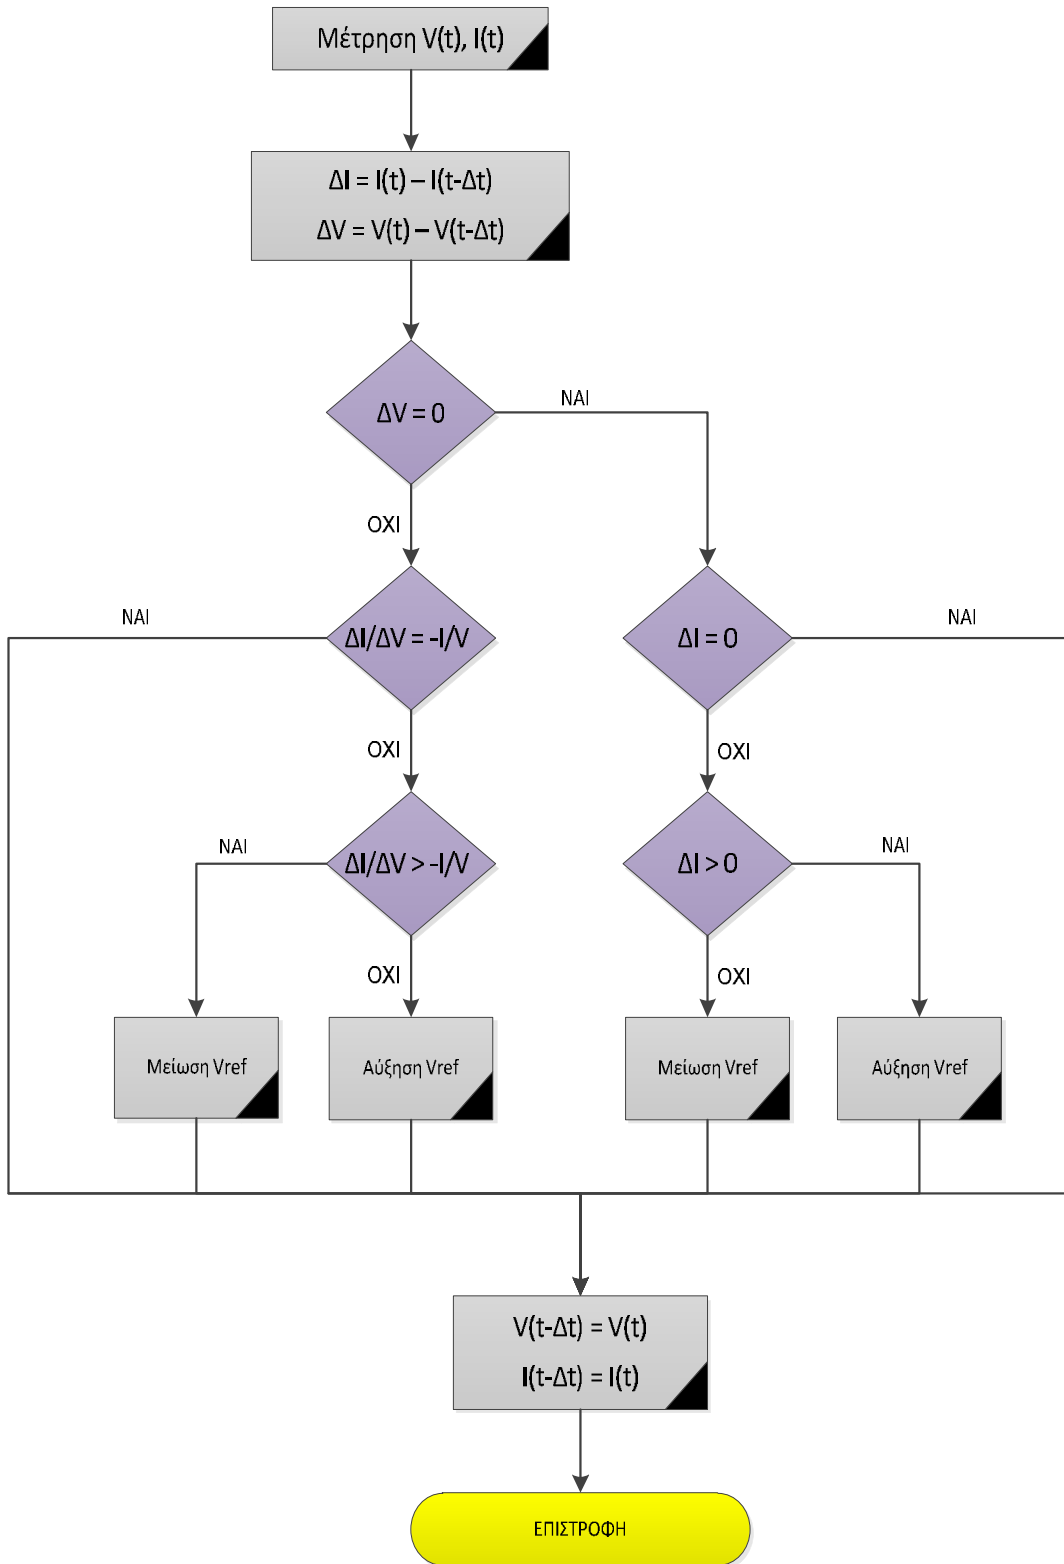 Μέτρηση V(t), I(t)
ΔI = I(t) – I(t-Δt)
ΔV = V(t) – V(t-Δt)
ΔV = 0
ΝΑΙ
ΟΧΙ
ΝΑΙ
ΔI/ΔV = -I/V
ΔI = 0
ΝΑΙ
ΟΧΙ
ΟΧΙ
ΝΑΙ
ΔI/ΔV > -I/V
ΔI > 0
ΝΑΙ
ΟΧΙ
ΟΧΙ
Μείωση Vref
Αύξηση Vref
Μείωση Vref
Αύξηση Vref
V(t-Δt) = V(t)
I(t-Δt) = I(t)
ΕΠΙΣΤΡΟΦΗ